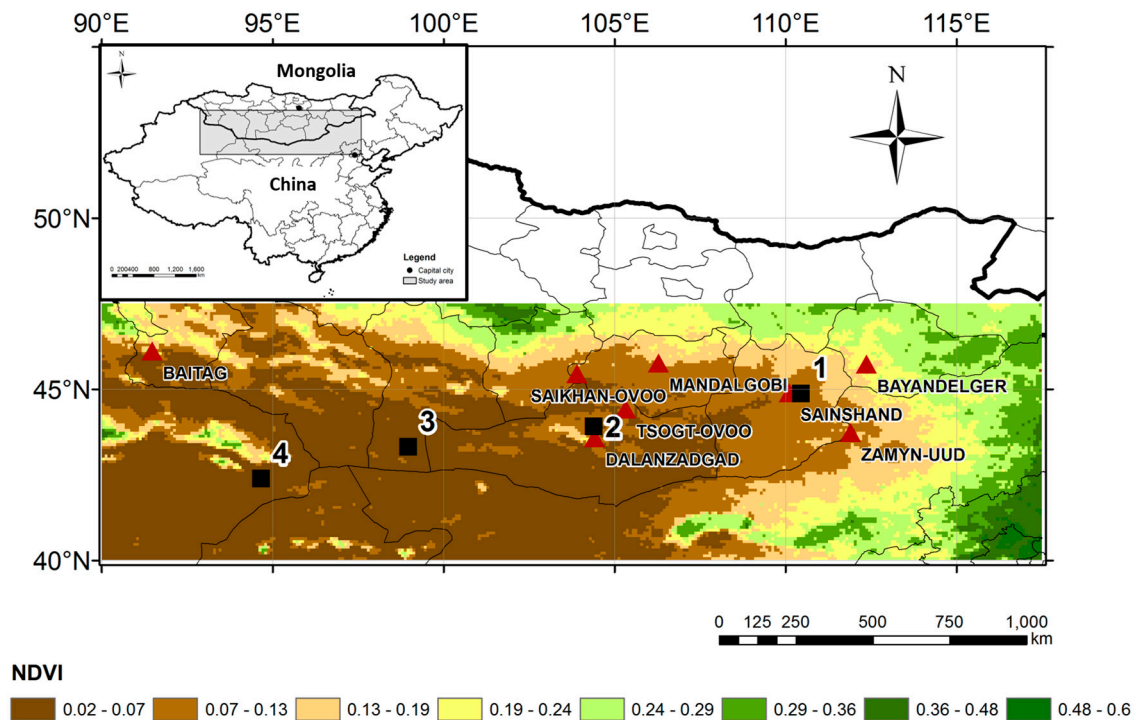 90°E 95°E 100°E 105°E 110°E 115°E
N
Mongolia
China
Legend
Capital city
Study area
0 200400 800 1,200 1,600
km
N
50°N
45°N
40°N
BAITAG
SAIKHAN-OVOO
MANDALGOBI
1
BAYANDELGER
SAINSHAND
3
2
TSOGT-OVOO
ZAMYN-UUD
4
DALANZADGAD
0 125 250 500 750 1,000
km
NDVI
0.02 - 0.07 0.07 - 0.13 0.13 - 0.19 0.19 - 0.24 0.24 - 0.29 0.29 - 0.36 0.36 - 0.48 0.48 - 0.6